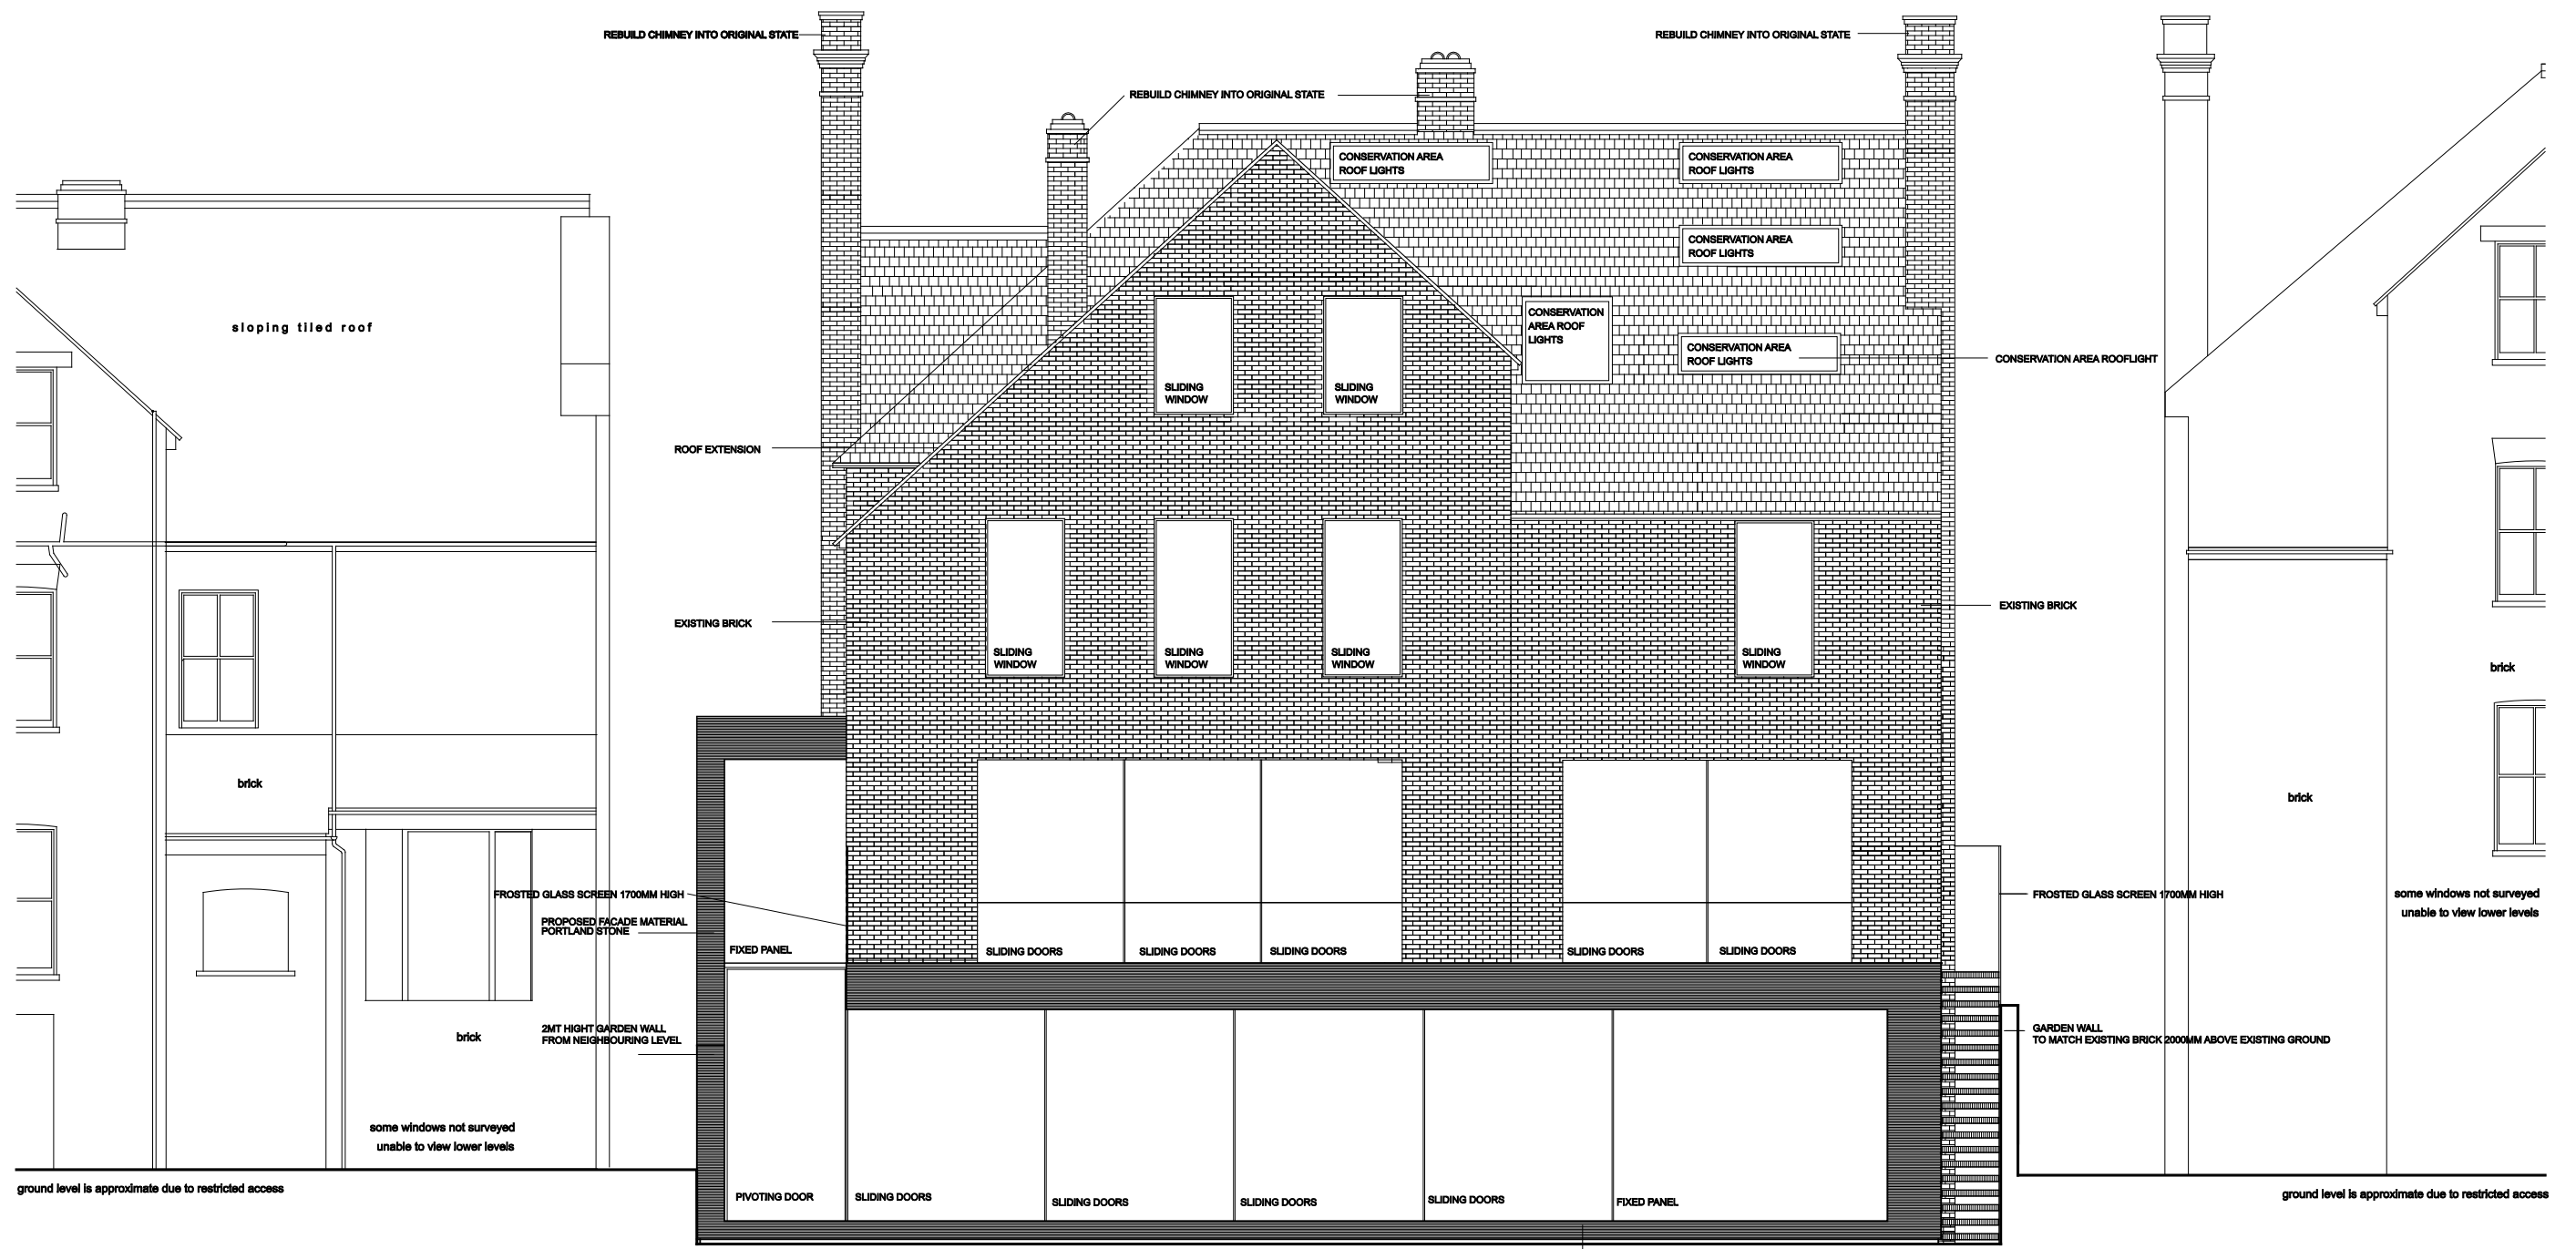 REBUILD CHIMNEY INTO ORIGINAL STATE
REBUILD CHIMNEY INTO ORIGINAL STATE
REBUILD CHIMNEY INTO ORIGINAL STATE
CONSERVATION AREA
ROOF LIGHTS
CONSERVATION AREA
ROOF LIGHTS
CONSERVATION AREA
ROOF LIGHTS
CONSERVATION
AREA ROOF
LIGHTS
CONSERVATION AREA
ROOF LIGHTS
CONSERVATION AREA ROOFLIGHT
sloping tiled roof
SLIDING
WINDOW
SLIDING
WINDOW
ROOF EXTENSION
EXISTING BRICK
EXISTING BRICK
SLIDING
WINDOW
SLIDING
WINDOW
SLIDING
WINDOW
SLIDING
WINDOW
brick
brick
brick
FROSTED GLASS SCREEN 1700MM HIGH
PROPOSED FACADE MATERIAL
PORTLAND STONE
FIXED PANEL
SLIDING DOORS
SLIDING DOORS
SLIDING DOORS
SLIDING DOORS
SLIDING DOORS
FROSTED GLASS SCREEN 1700MM HIGH
some windows not surveyed
unable to view lower levels
2MT HIGHT GARDEN WALL
FROM NEIGHBOURING LEVEL
brick
GARDEN WALL
TO MATCH EXISTING BRICK 2000MM ABOVE EXISTING GROUND
some windows not surveyed
unable to view lower levels
PIVOTING DOOR
SLIDING DOORS
SLIDING DOORS
SLIDING DOORS
SLIDING DOORS
FIXED PANEL
ground level is approximate due to restricted access
ground level is approximate due to restricted access